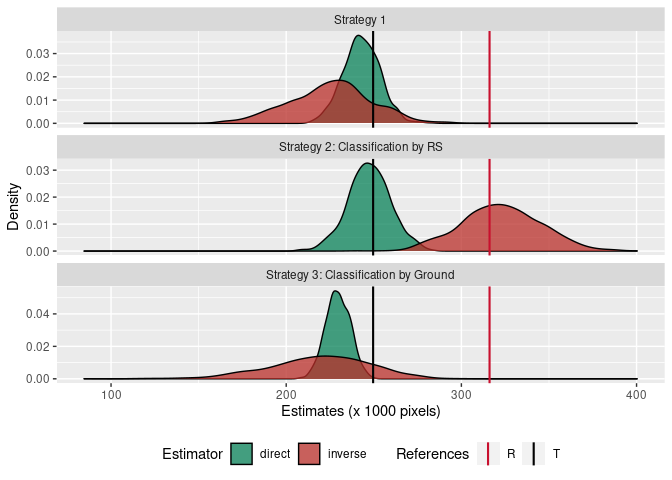 Strategy 1
0.03
0.02
0.01
0.00
Strategy 2: Classification by RS
0.03
0.02
0.01
0.00
Density
Strategy 3: Classification by Ground
0.04
0.02
0.00
100 200 300 400
Estimates (x 1000 pixels)
Estimator direct inverse References R T